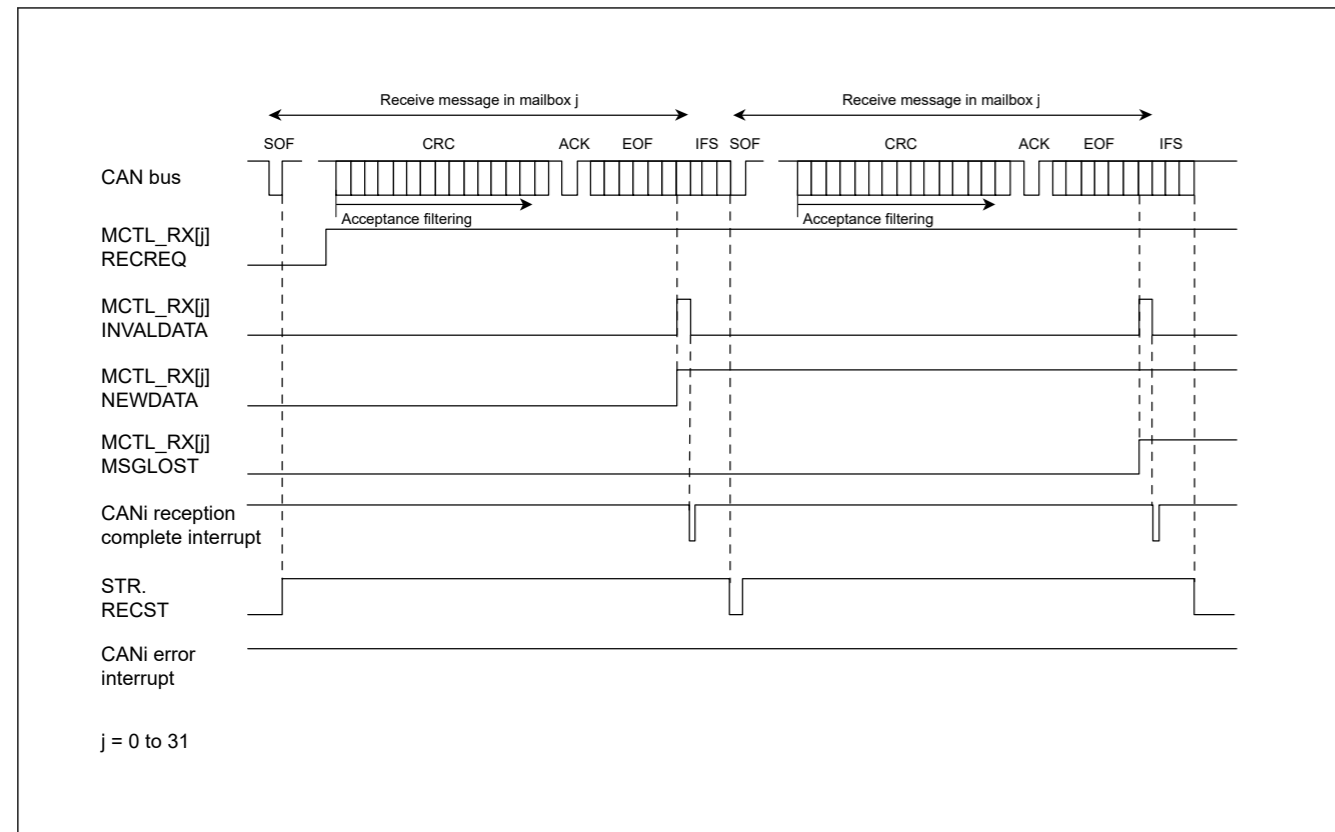 Receive message in mailbox j
Receive message in mailbox j
SOF CRC ACK EOF IFS SOF CRC ACK EOF IFS
CAN bus
Acceptance filtering
Acceptance filtering
MCTL_RX[j]
RECREQ
MCTL_RX[j]
INVALDATA
MCTL_RX[j]
NEWDATA
MCTL_RX[j]
MSGLOST
CANi reception
complete interrupt
STR.
RECST
CANi error
interrupt
j = 0 to 31